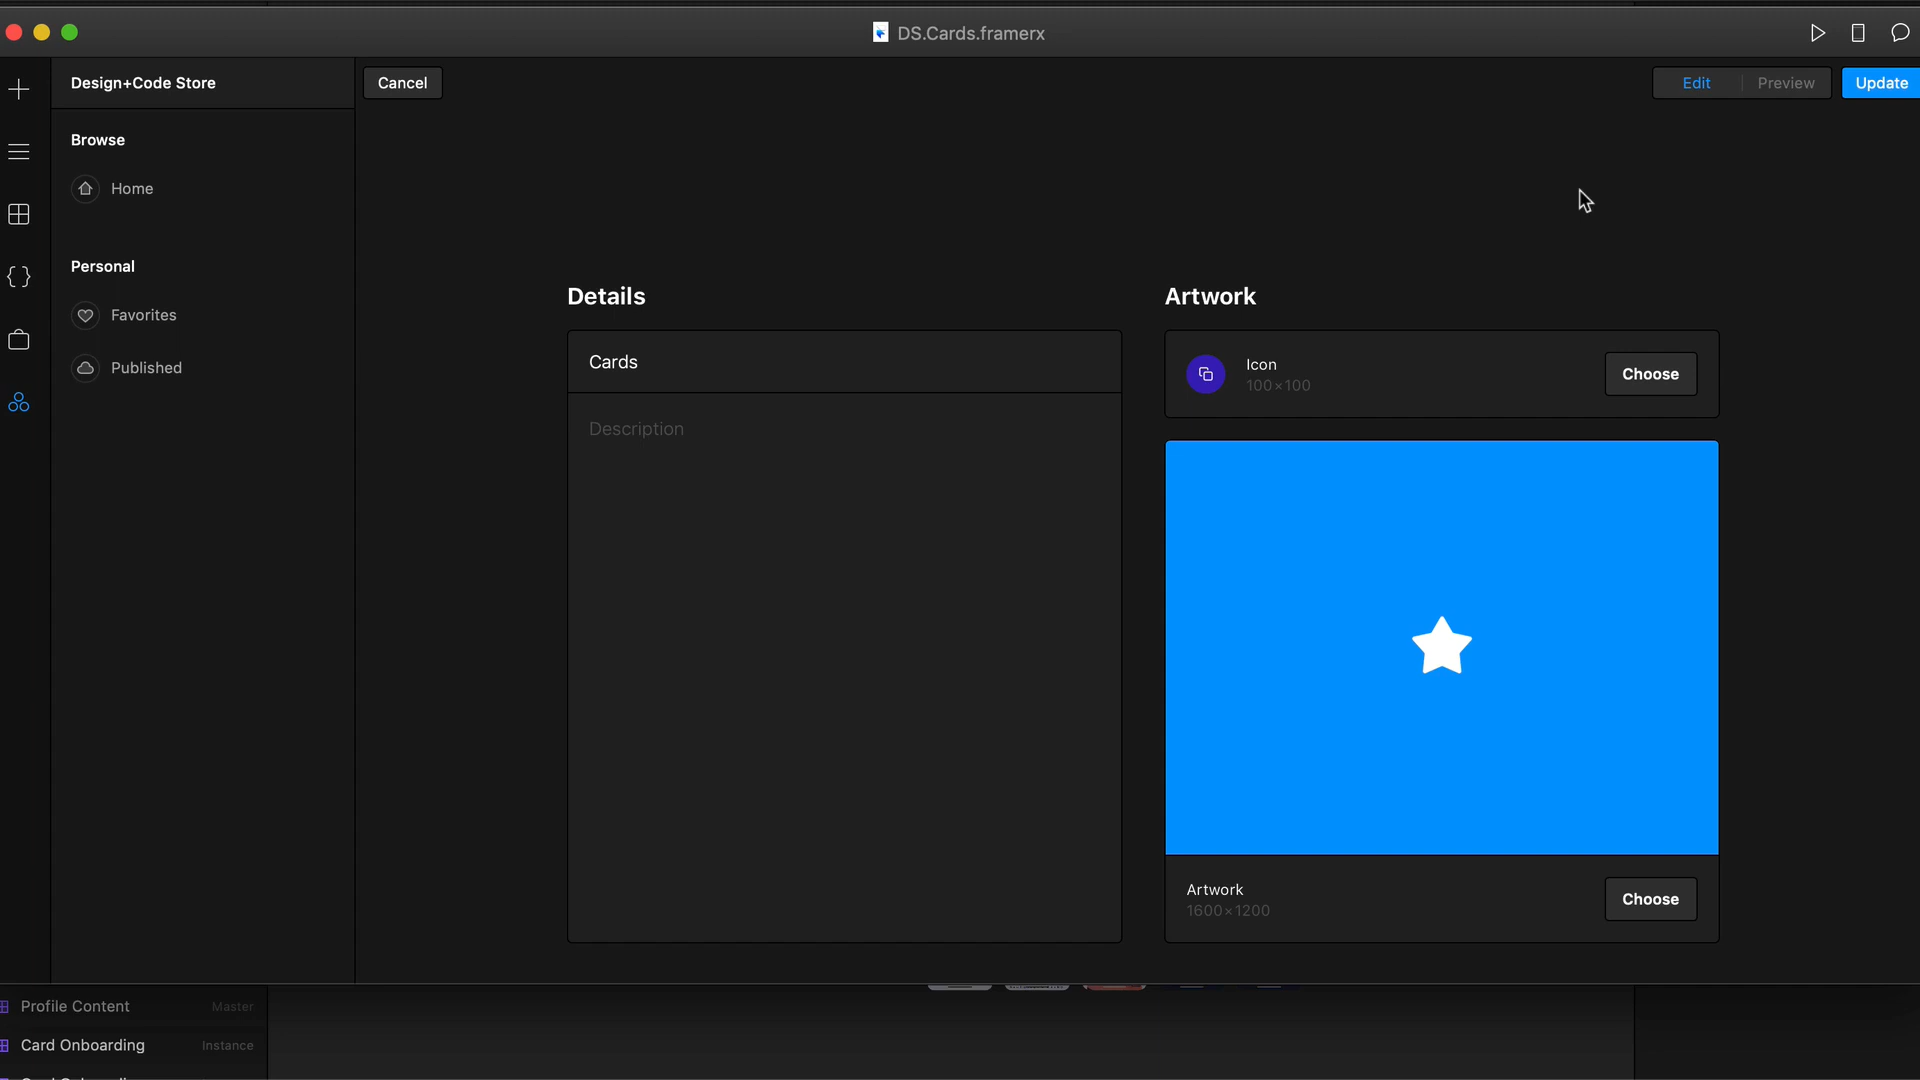 DS.Cards.framerx
Design+Code Store
Cancel
Edit
Preview
Update
Browse
Home
Personal
Favorites
Published
Details
Cards
Description
Artwork
Icon
100×100
Choose
Artwork
1600×1200
Choose
Profile Content
Master
Card Onboarding
Instance